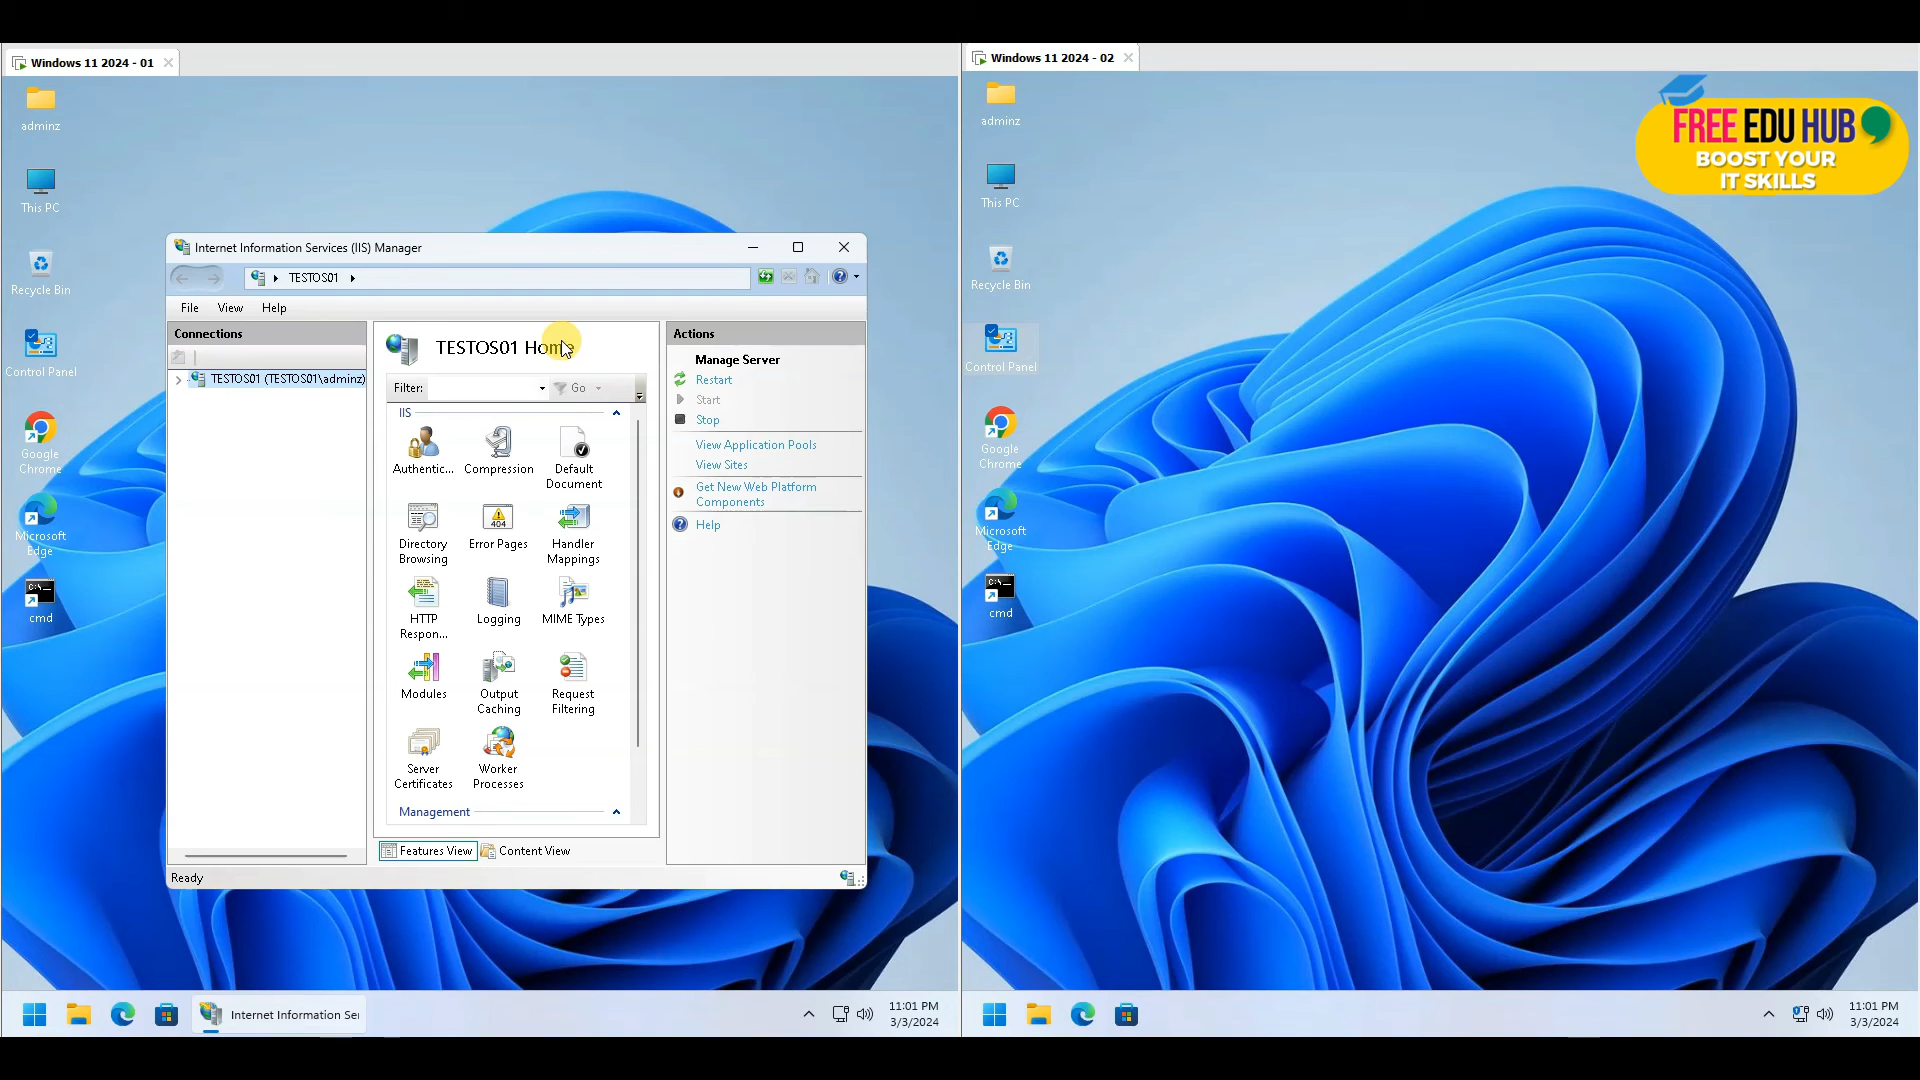 Windows 11 2024 - 01
adminz
This PC
Recycle Bin
Control Panel
Google
Chrome
Microsoft
Edge
cmd
Internet Information Services (IIS) Manager
TESTOS01
File
View
Help
Connections
TESTOS01 (TESTOS01\adminz)
TESTOS01 Home
Filter:
Go
IIS
Authentic...
Compression
Default
Document
Directory
Browsing
Error Pages
404
Handler
Mappings
HTTP
Respon...
Logging
MIME Types
Modules
Output
Caching
Request
Filtering
Server
Certificates
Worker
Processes
Management
Features View
Content View
Actions
Manage Server
Restart
Start
Stop
View Application Pools
View Sites
Get New Web Platform
Components
Help
Ready
Internet Information Ser
11:01 PM
3/3/2024
Windows 11 2024 - 02
adminz
This PC
Recycle Bin
Control Panel
Google
Chrome
Microsoft
Edge
cmd
FREE EDU HUB
BOOST YOUR
IT SKILLS
11:01 PM
3/3/2024